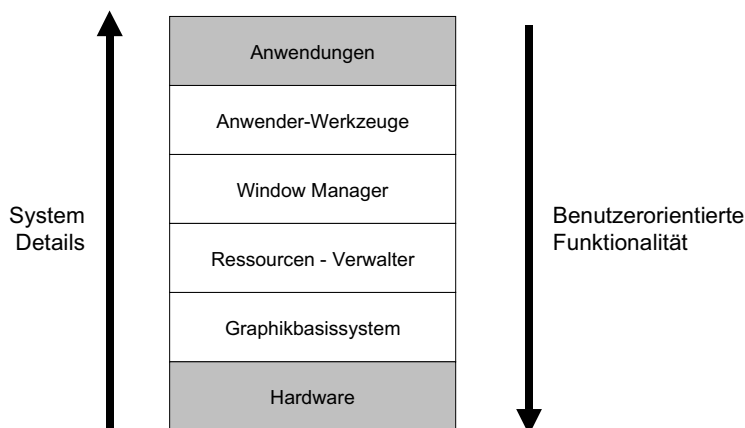 Anwendungen
Anwender-Werkzeuge
Window Manager
System
Details
Benutzerorientierte
Funktionalität
Ressourcen - Verwalter
Graphikbasissystem
Hardware